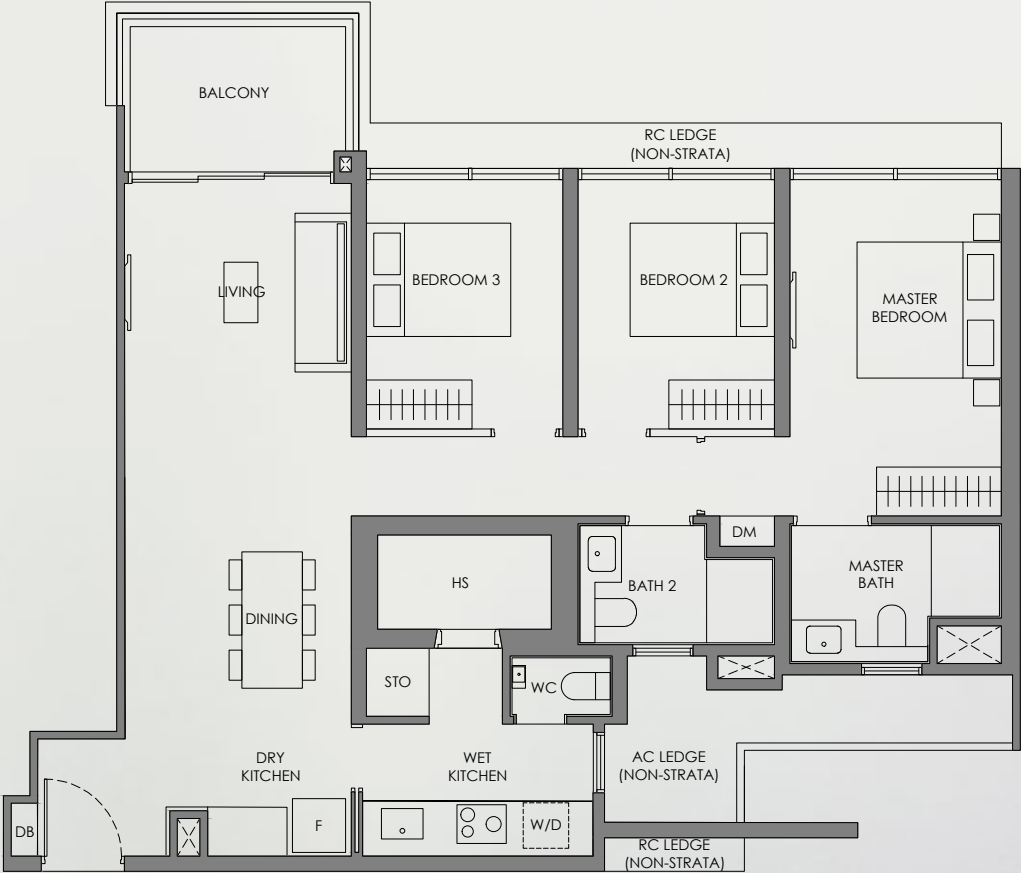 BALCONY
RC LEDGE
(NON-STRATA)
LIVING
BEDROOM 3
BEDROOM 2
MASTER
BEDROOM
DM
HS
BATH 2
MASTER
BATH
DINING
STO
WC
DRY
KITCHEN
WET
KITCHEN
AC LEDGE
(NON-STRATA)
DB
F
W/D
RC LEDGE
(NON-STRATA)